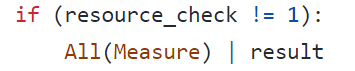 if (resource_check != 1):
    All(Measure) | result